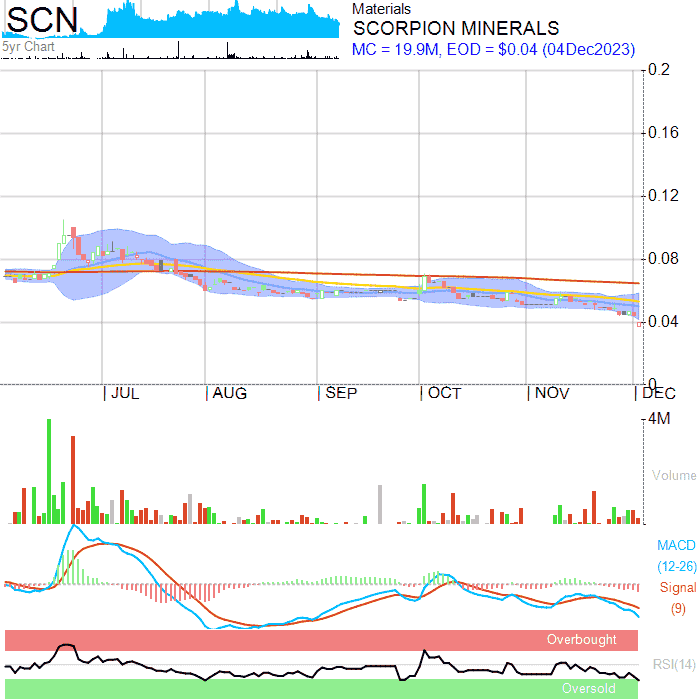 SCN
5yr Chart
Materials
SCORPION MINERALS
MC = 19.9M, EOD = $0.04 (04Dec2023)
0.2
0.16
0.12
0.08
0.04
0
JUL AUG SEP OCT NOV DEC
4M
Volume
MACD
(12-26)
Signal
(9)
Overbought
RSI(14)
Oversold